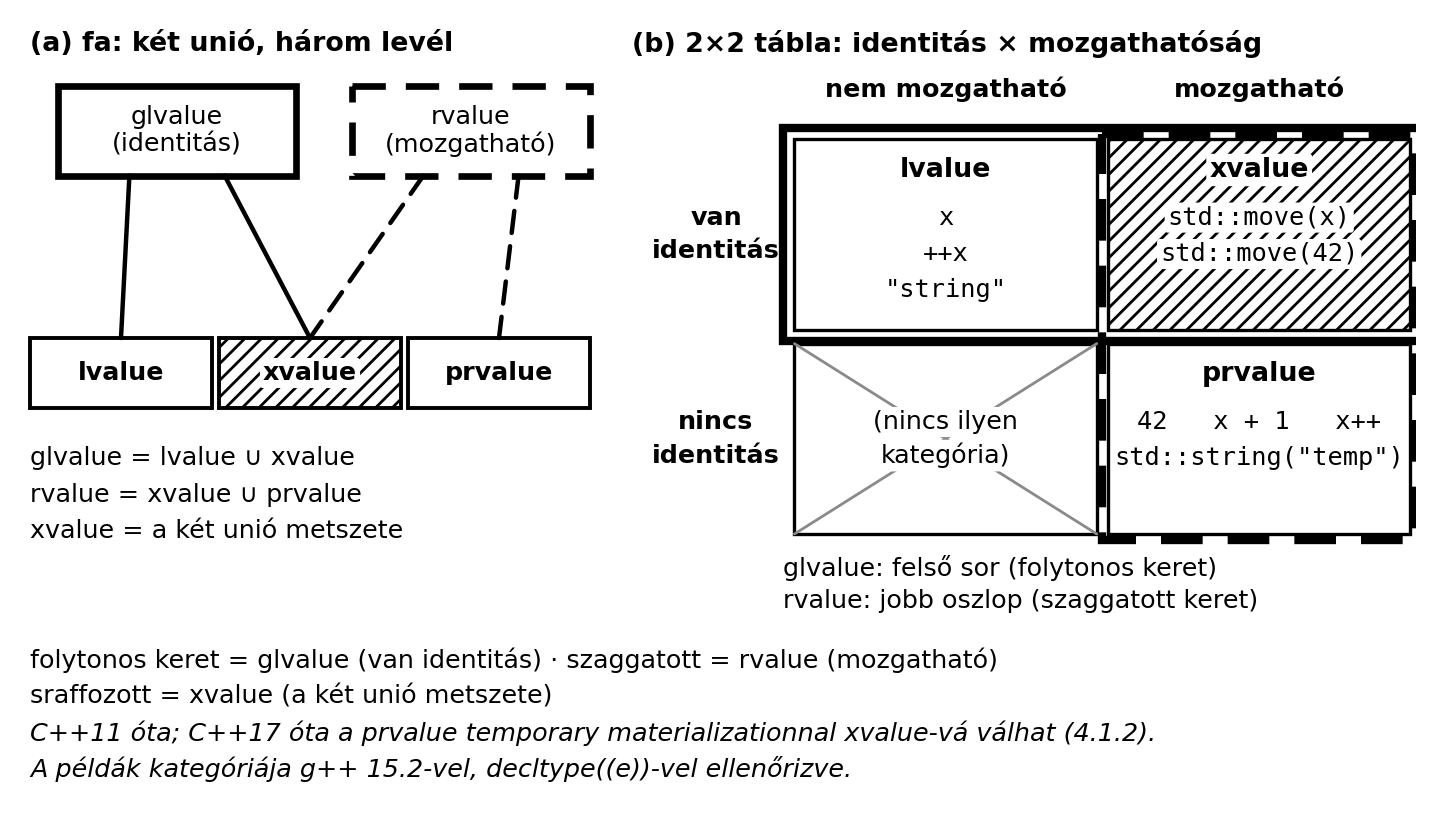 (a) fa: két unió, három levél
glvalue
(identitás)
rvalue
(mozgatható)
lvalue
xvalue
prvalue
glvalue = lvalue ∪ xvalue
rvalue = xvalue ∪ prvalue
xvalue = a két unió metszete
(b) 2×2 tábla: identitás × mozgathatóság
nem mozgatható
mozgatható
van
identitás
lvalue
x
++x
"string"
xvalue
std::move(x)
std::move(42)
nincs
identitás
(nincs ilyen
kategória)
prvalue
42 x + 1 x++
std::string("temp")
glvalue: felső sor (folytonos keret)
rvalue: jobb oszlop (szaggatott keret)
folytonos keret = glvalue (van identitás) · szaggatott = rvalue (mozgatható)
sraffozott = xvalue (a két unió metszete)
C++11 óta; C++17 óta a prvalue temporary materializationnal xvalue-vá válhat (4.1.2).
A példák kategóriája g++ 15.2-vel, decltype((e))-vel ellenőrizve.